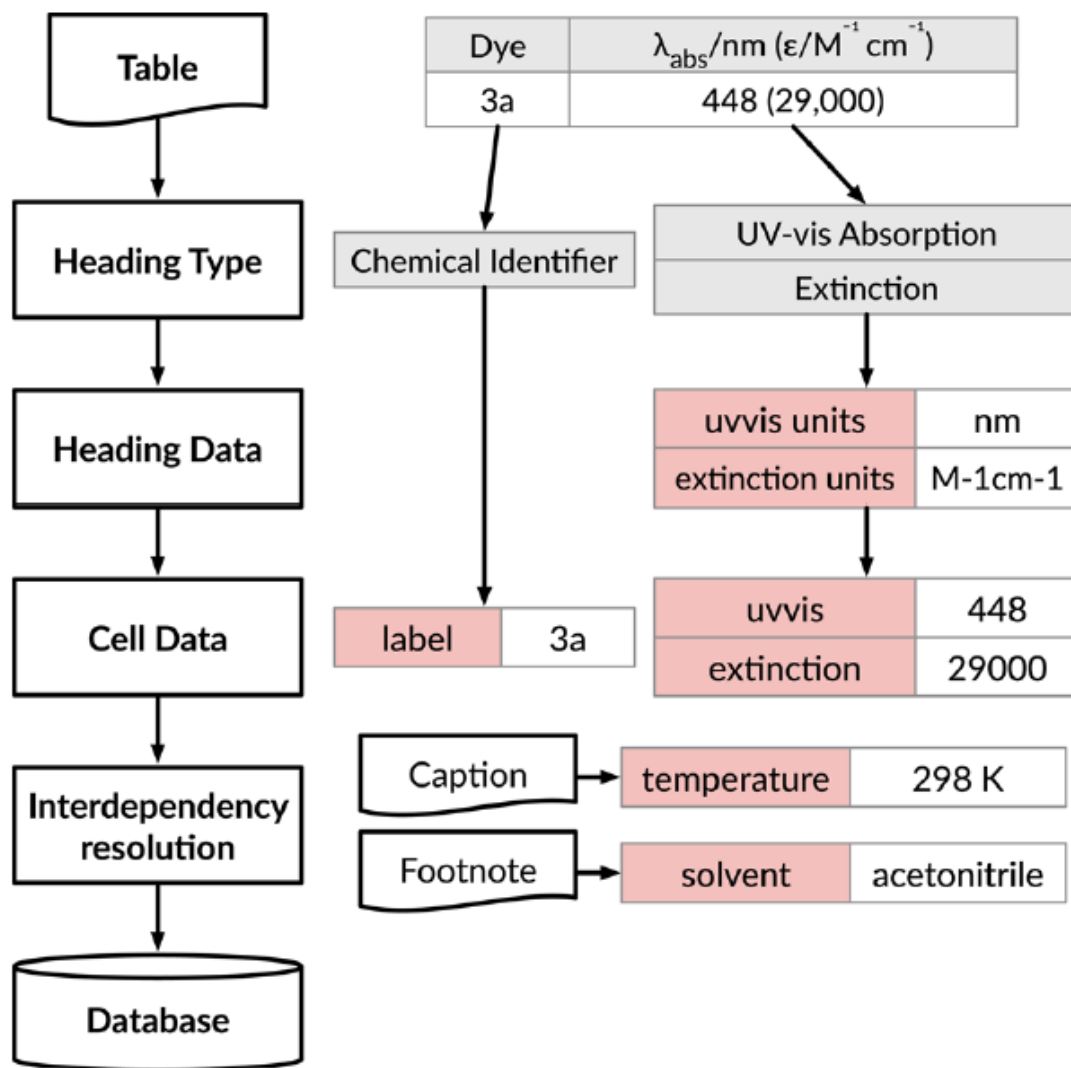 Table
Dye
λabs/nm (ε/M⁻¹ cm⁻¹)
3a
448 (29,000)
Heading Type
Chemical Identifier
UV-vis Absorption
Extinction
Heading Data
uvvis units
nm
extinction units
M-1cm-1
Cell Data
label
3a
uvvis
448
extinction
29000
Interdependency
resolution
Caption
temperature
298 K
Footnote
solvent
acetonitrile
Database